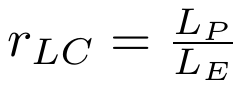 r_{LC} = \frac{L_P}{L_E}